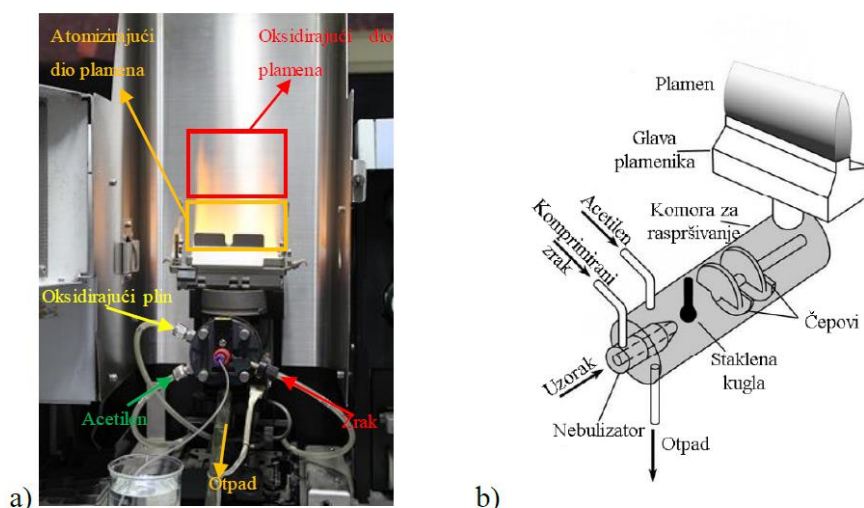 Atomizirajući
dio plamena
Oksidirajući dio
plamena
Oksidirajući plin
Acetilen
Zrak
Otpad
a)
Plamen
Glava
plamenika
Komora za
raspršivanje
Acetilen
Komprimirani
zrak
Čepovi
Staklena
kugla
Uzorak
Nebulizator
Otpad
b)